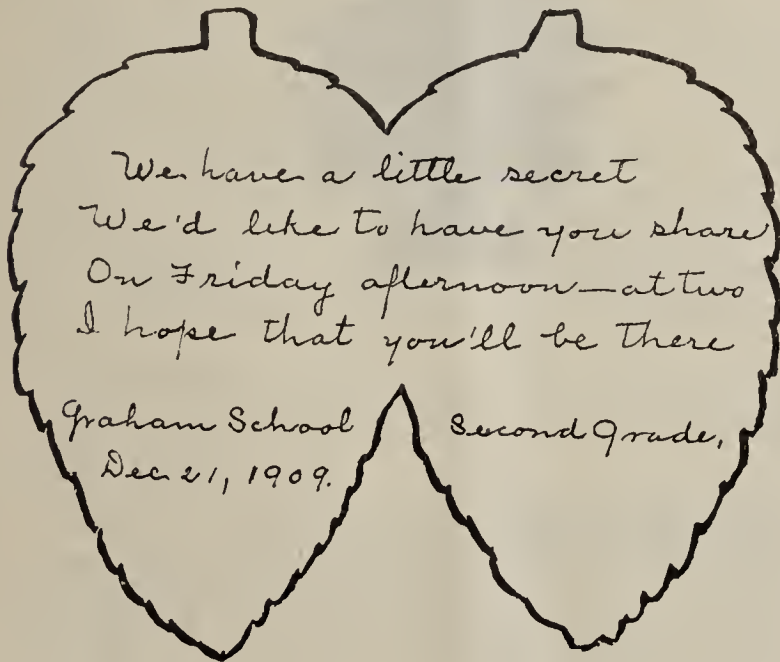 We have a little secret
We'd like to have you share
On Friday afternoon—at two
I hope that you'll be there
Graham School
Second Grade,
Dec 21, 1909.